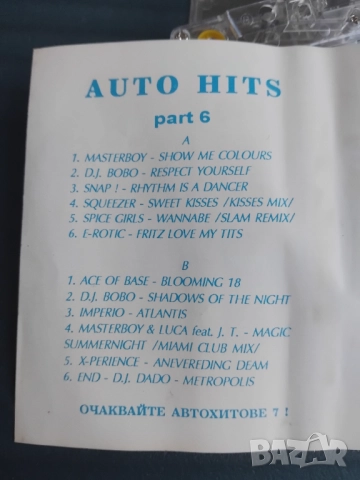 AUTO HITS
part 6
A
1. MASTERBOY - SHOW ME COLOURS
2. D.J. BOBO - RESPECT YOURSELF
3. SNAP ! - RHYTHM IS A DANCER
4. SQUEEZER - SWEET KISSES /KISSES MIX/
5. SPICE GIRLS - WANNABE /SLAM REMIX/
6. E-ROTIC - FRITZ LOVE MY TITS
B
1. ACE OF BASE - BLOOMING 18
2. D.J. BOBO - SHADOWS OF THE NIGHT
3. IMPERIO - ATLANTIS
4. MASTERBOY & LUCA feat. J. T. - MAGIC
SUMMERNIGHT /MIAMI CLUB MIX/
5. X-PERIENCE - ANEVEREDING DEAM
6. END - D.J. DADO - METROPOLIS
ОЧАКВАЙТЕ АВТОХИТОВЕ 7 !
BAZAR